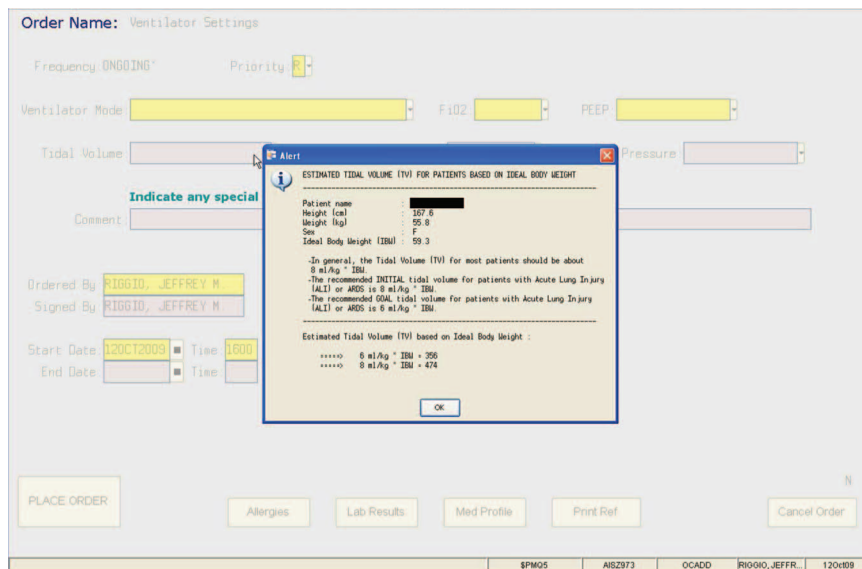 Order Name: Ventilator Settings
Frequency ONGOING" Priority R
Ventilator Mode FiO2 PEEP
Tidal Volume Pressure
Alert
ESTIMATED TIDAL VOLUME (TV) FOR PATIENTS BASED ON IDEAL BODY WEIGHT
Patient name :
Height (cm) : 167.6
Weight (kg) : 55.8
Sex : F
Ideal Body Weight (IBW) : 59.3
-In general, the Tidal Volume (TV) for most patients should be about
8 ml/kg * IBW.
-The recommended INITIAL tidal volume for patients with Acute Lung Injury
(ALI) or ARDS is 8 ml/kg * IBW.
-The recommended GOAL tidal volume for patients with Acute Lung Injury
(ALI) or ARDS is 6 ml/kg * IBW.
Estimated Tidal Volume (TV) based on Ideal Body Weight :
====> 6 ml/kg * IBW = 356
====> 8 ml/kg * IBW = 474
OK
Indicate any special
Comment
Ordered By RIGGIO, JEFFREY M
Signed By RIGGIO, JEFFREY M
Start Date 12OCT2009 Time 1600
End Date Time
N
PLACE ORDER Allergies Lab Results Med Profile Print Ref Cancel Order
$PMQ5 AISZ973 OCADD RIGGIO, JEFFR... 12Oct09